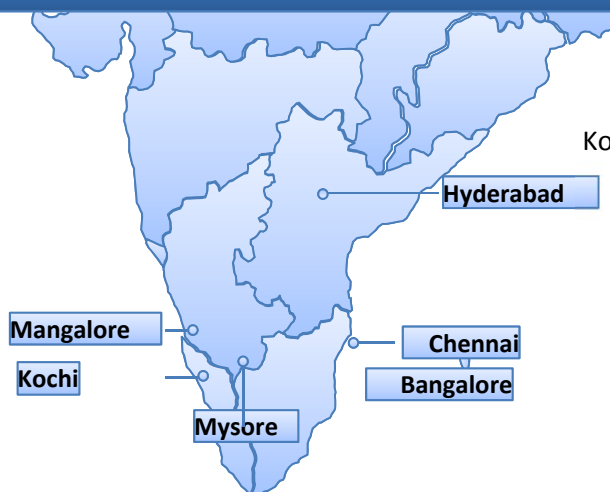 Ko
Hyderabad
Mangalore
Chennai
Kochi
Bangalore
Mysore